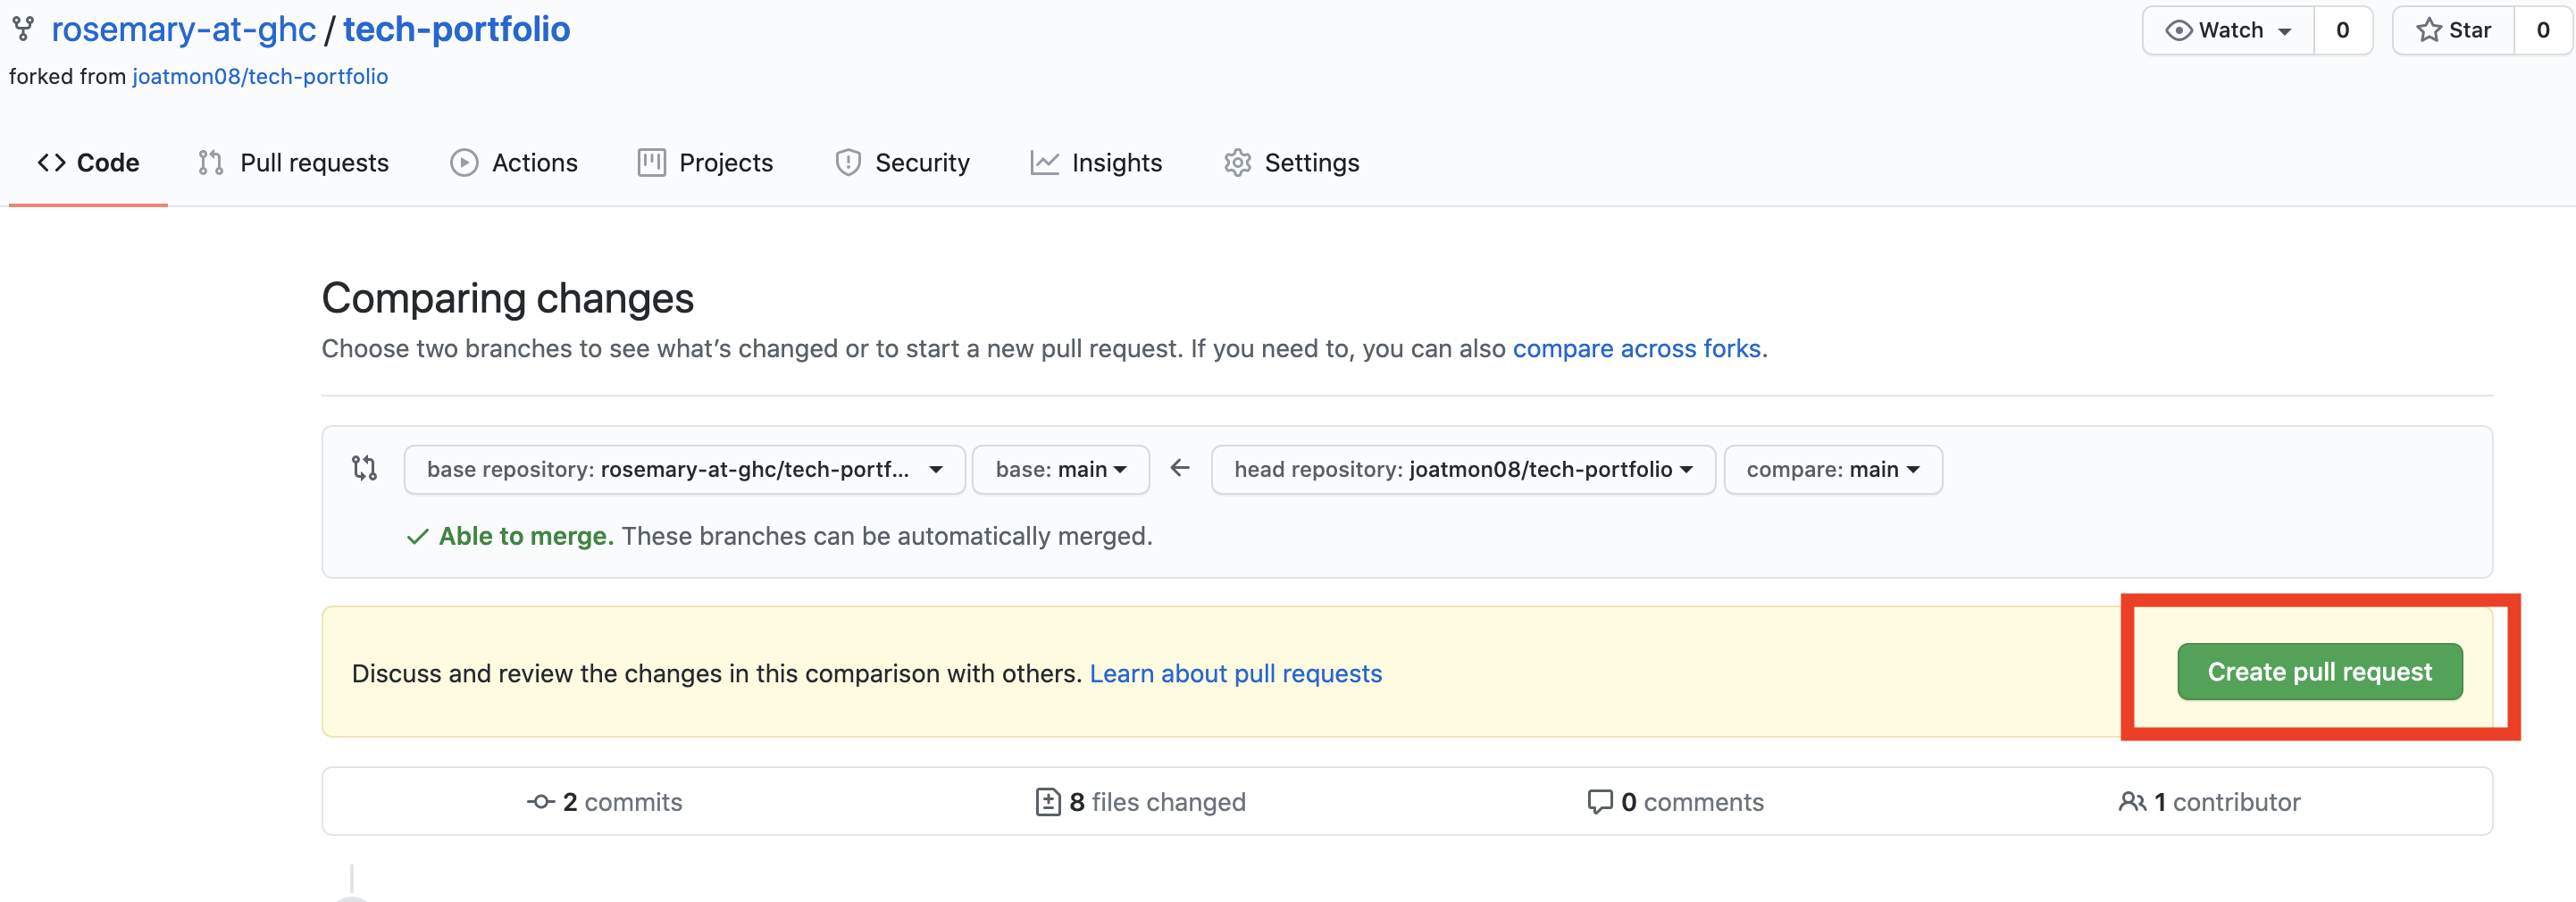 rosemary-at-ghc / tech-portfolio
Watch 0 Star 0
forked from joatmon08/tech-portfolio
Code Pull requests Actions Projects Security Insights Settings
Comparing changes
Choose two branches to see what’s changed or to start a new pull request. If you need to, you can also compare across forks.
base repository: rosemary-at-ghc/tech-portf... base: main ← head repository: joatmon08/tech-portfolio compare: main
Able to merge. These branches can be automatically merged.
Discuss and review the changes in this comparison with others. Learn about pull requests
Create pull request
2 commits 8 files changed 0 comments 1 contributor